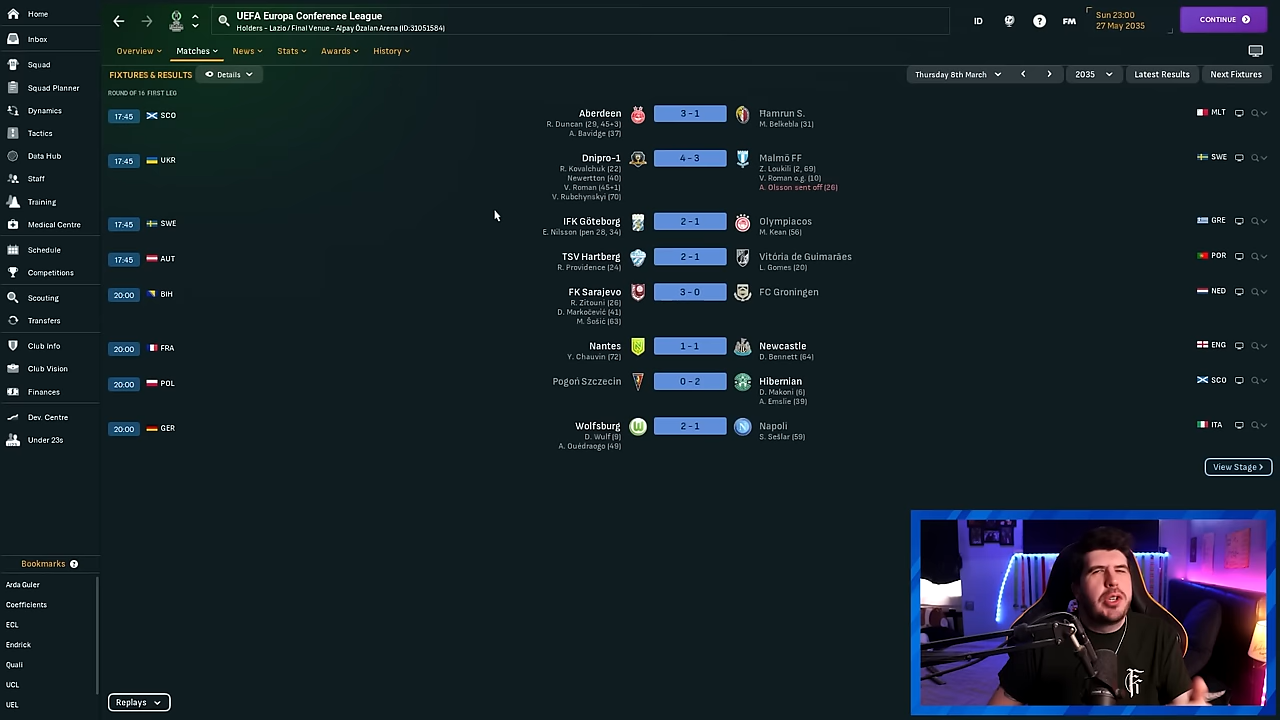 Home
Inbox
Squad
Squad Planner
Dynamics
Tactics
Data Hub
Staff
Training
Medical Centre
Schedule
Competitions
Scouting
Transfers
Club Info
Club Vision
Finances
Dev. Centre
Under 23s
Bookmarks ?
Arda Guler
Coefficients
ECL
Endrick
Quali
UCL
UEL
UEFA Europa Conference League
Holders - Lazio / Final Venue - Alpay Özalan Arena (ID:31051584)
ID ? FM
Sun 23:00
27 May 2035
CONTINUE
Overview Matches News Stats Awards History
FIXTURES & RESULTS Details
Thursday 8th March 2035 Latest Results Next Fixtures
ROUND OF 16 FIRST LEG
17:45 SCO Aberdeen 3 - 1 Ħamrun S. MLT
R. Duncan (29, 45+3) M. Belkebla (31)
A. Bavidge (37)
17:45 UKR Dnipro-1 4 - 3 Malmö FF SWE
R. Kovalchuk (22) Z. Loukili (2, 69)
Newertton (40) V. Roman o.g. (10)
V. Roman (45+1) A. Olsson sent off (26)
V. Rubchynskyi (70)
17:45 SWE IFK Göteborg 2 - 1 Olympiacos GRE
E. Nilsson (pen 28, 34) M. Kean (56)
17:45 AUT TSV Hartberg 2 - 1 Vitória de Guimarães POR
R. Providence (24) L. Gomes (20)
20:00 BIH FK Sarajevo 3 - 0 FC Groningen NED
R. Zitouni (26)
D. Markočević (41)
M. Šošić (63)
20:00 FRA Nantes 1 - 1 Newcastle ENG
Y. Chauvin (72) D. Bennett (64)
20:00 POL Pogoń Szczecin 0 - 2 Hibernian SCO
D. Makoni (6)
A. Emslie (39)
20:00 GER Wolfsburg 2 - 1 Napoli ITA
D. Wulf (9) S. Sešlar (59)
A. Ouédraogo (49)
View Stage
Replays